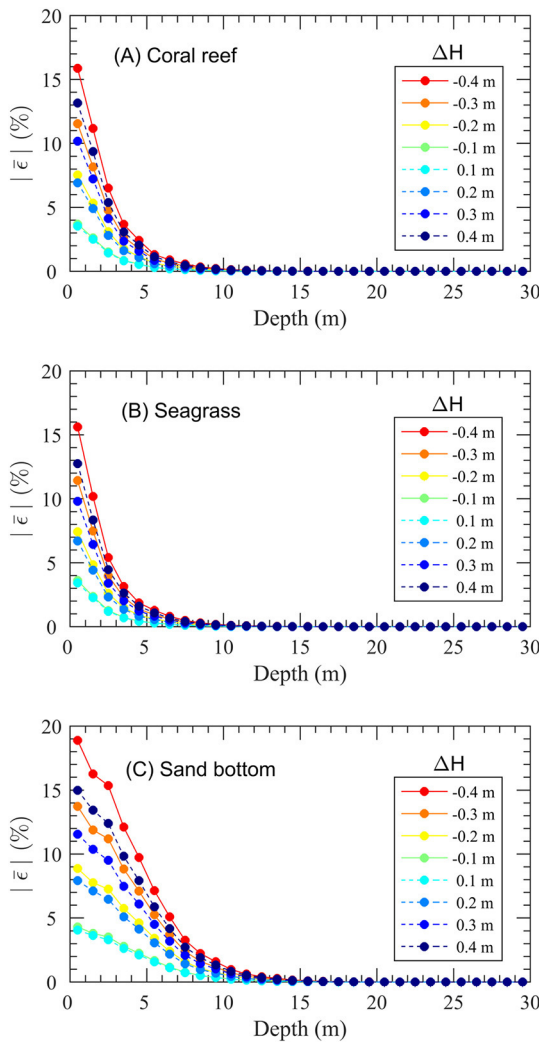 20
(A) Coral reef
ΔH
-0.4 m
15
-0.3 m
-0.2 m
| ε̄ | (%)
10
-0.1 m
0.1 m
0.2 m
5
0.3 m
0.4 m
0
0 5 10 15 20 25 30
Depth (m)
20
(B) Seagrass
ΔH
-0.4 m
15
-0.3 m
-0.2 m
| ε̄ | (%)
10
-0.1 m
0.1 m
0.2 m
5
0.3 m
0.4 m
0
0 5 10 15 20 25 30
Depth (m)
20
(C) Sand bottom
ΔH
-0.4 m
15
-0.3 m
-0.2 m
| ε̄ | (%)
10
-0.1 m
0.1 m
0.2 m
5
0.3 m
0.4 m
0
0 5 10 15 20 25 30
Depth (m)